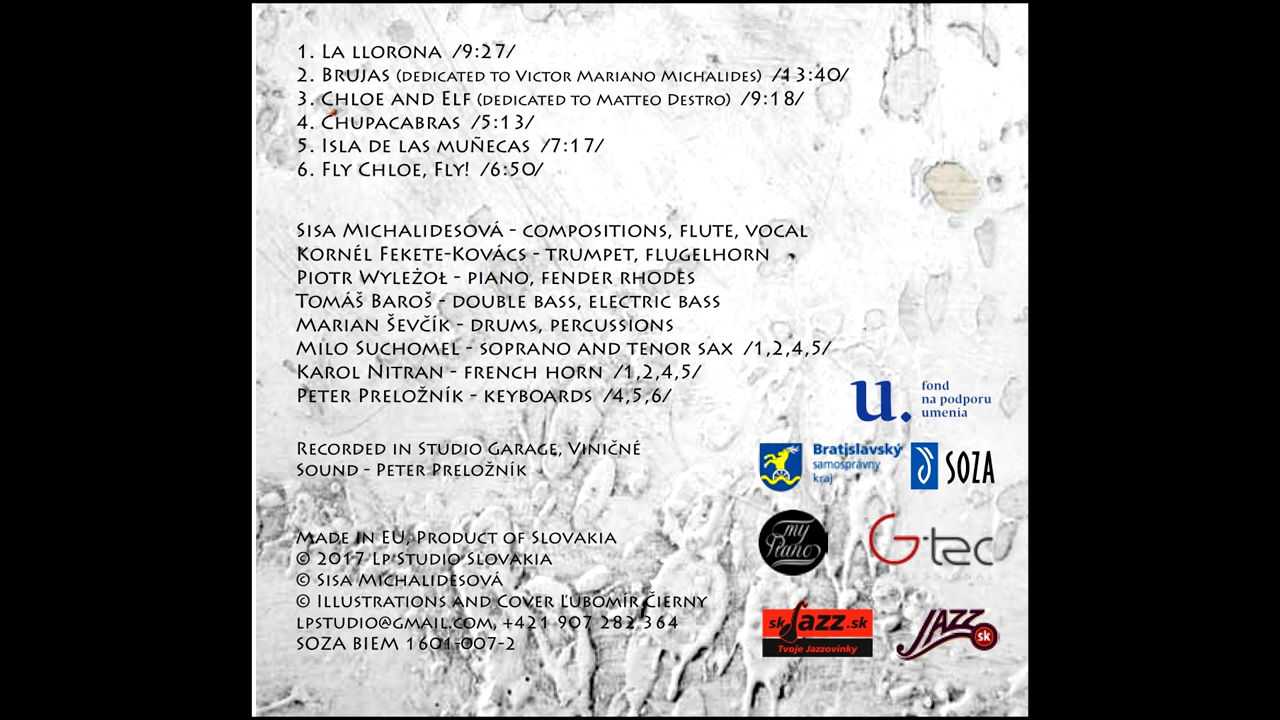 1. La llorona /9:27/
2. Brujas (dedicated to Victor Mariano Michalides) /13:40/
3. Chloe and Elf (dedicated to Matteo Destro) /9:18/
4. Chupacabras /5:13/
5. Isla de las muñecas /7:17/
6. Fly Chloe, Fly! /6:50/
Sisa Michalidesová - compositions, flute, vocal
Kornél Fekete-Kovács - trumpet, flugelhorn
Piotr Wyleżoł - piano, fender rhodes
Tomáš Baroš - double bass, electric bass
Marian Ševčík - drums, percussions
Milo Suchomel - soprano and tenor sax /1,2,4,5/
Karol Nitran - french horn /1,2,4,5/
Peter Preložník - keyboards /4,5,6/
Recorded in Studio Garage, Viničné
Sound - Peter Preložník
Made in EU, Product of Slovakia
© 2017 Lp Studio Slovakia
© Sisa Michalidesová
© Illustrations and Cover Ľubomír Čierny
lpstudio@gmail.com, +421 907 282 364
SOZA BIEM 1601-007-2
u. fond
na podporu
umenia
Bratislavský
samosprávny
kraj
SOZA
my
Piano
G-tec
skJazz.sk
Tvoje Jazzovinky
JAZZ
sk